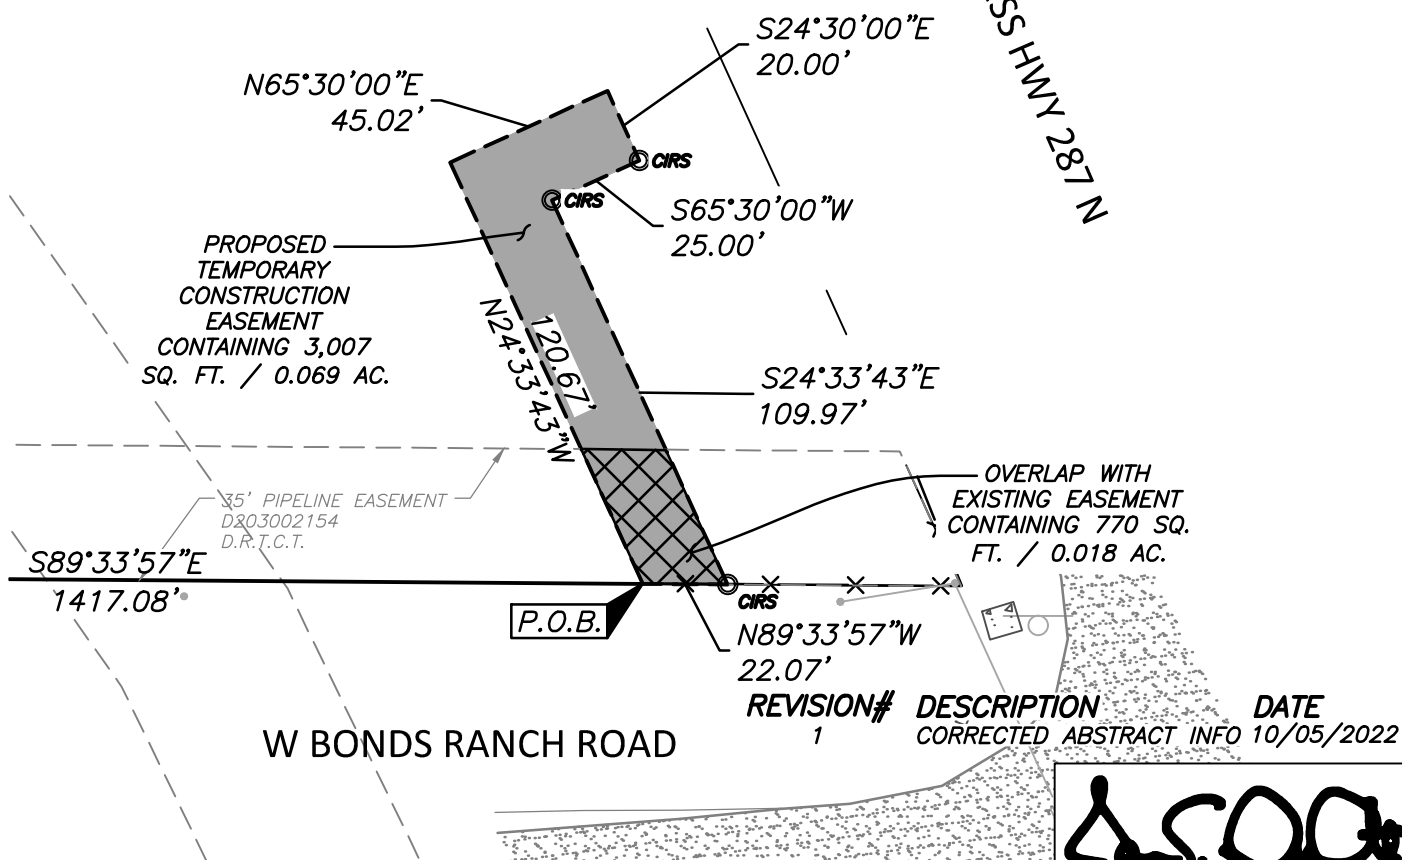 SS HWY 287 N
S24°30'00"E
20.00'
N65°30'00"E
45.02'
CIRS
CIRS
S65°30'00"W
25.00'
PROPOSED
TEMPORARY
CONSTRUCTION
EASEMENT
CONTAINING 3,007
SQ. FT. / 0.069 AC.
N24°33'43"W
120.67'
S24°33'43"E
109.97'
OVERLAP WITH
EXISTING EASEMENT
CONTAINING 770 SQ.
FT. / 0.018 AC.
35' PIPELINE EASEMENT
D203002154
D.R.T.C.T.
S89°33'57"E
1417.08'
P.O.B.
CIRS
N89°33'57"W
22.07'
REVISION# DESCRIPTION DATE
1 CORRECTED ABSTRACT INFO 10/05/2022
W BONDS RANCH ROAD